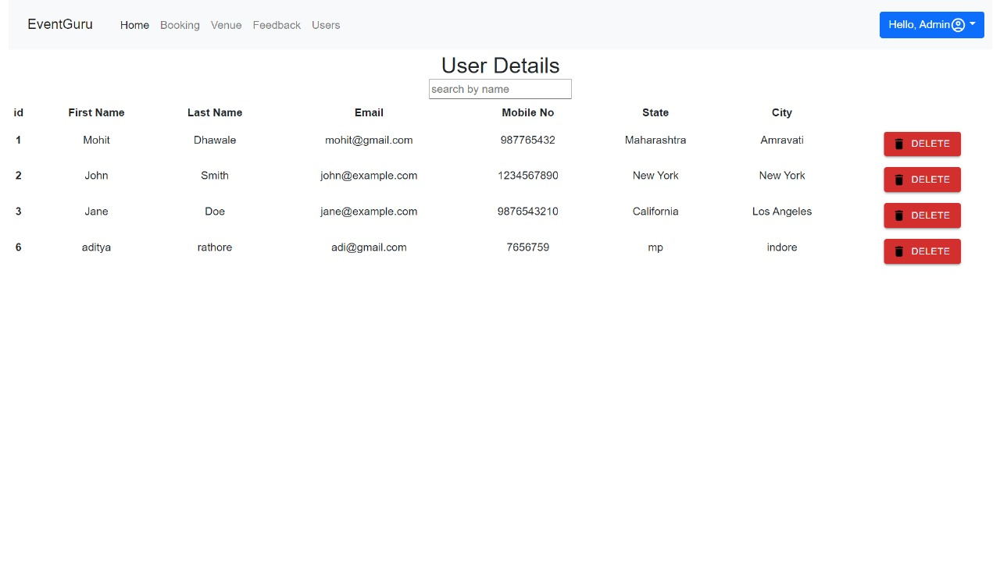 EventGuru Home Booking Venue Feedback Users Hello, Admin
User Details
search by name
id First Name Last Name Email Mobile No State City
1 Mohit Dhawale mohit@gmail.com 987765432 Maharashtra Amravati DELETE
2 John Smith john@example.com 1234567890 New York New York DELETE
3 Jane Doe jane@example.com 9876543210 California Los Angeles DELETE
6 aditya rathore adi@gmail.com 7656759 mp indore DELETE